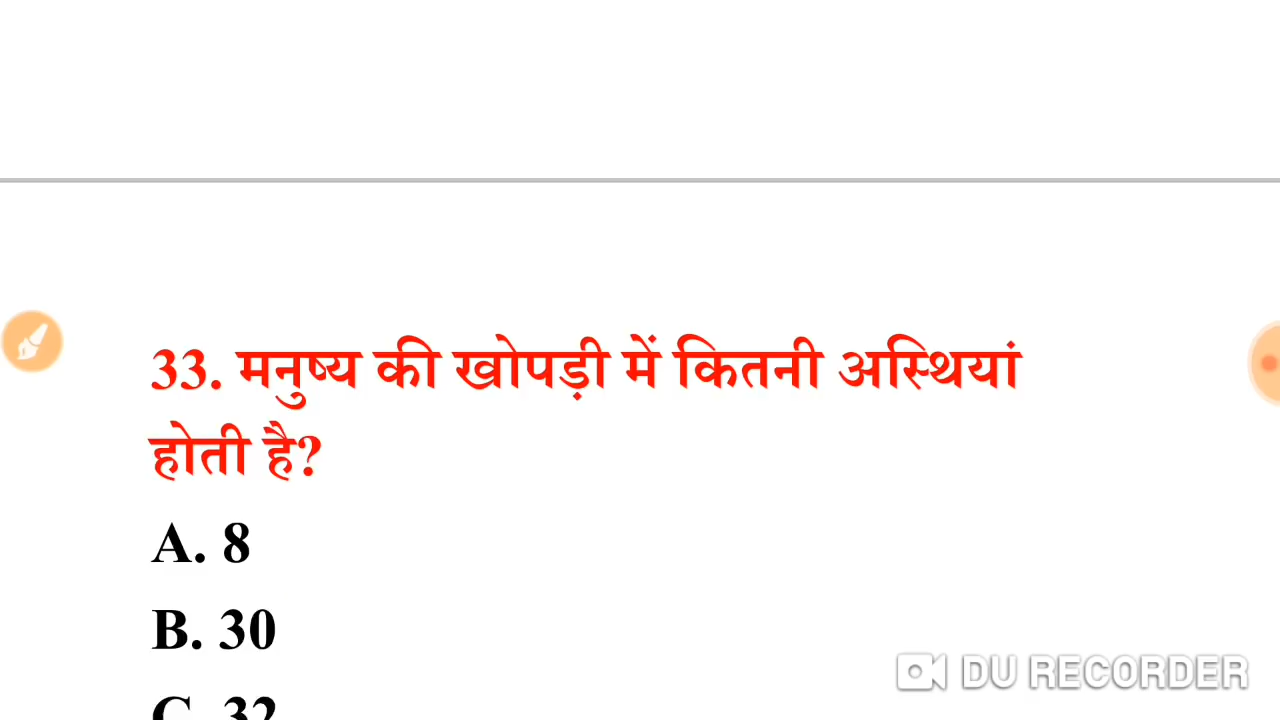 33. मनुष्य की खोपड़ी में कितनी अस्थियां
होती है?
A. 8
B. 30
C. 32
DU RECORDER